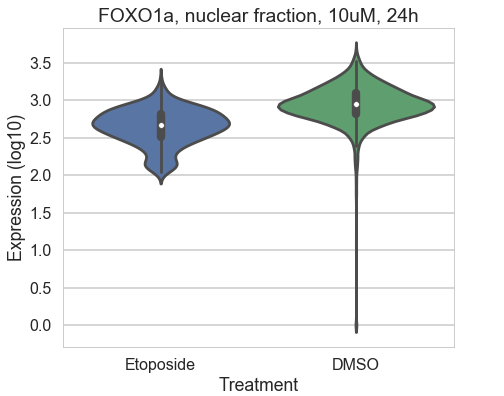 FOXO1a, nuclear fraction, 10uM, 24h
Expression (log10)
3.5
3.0
2.5
2.0
1.5
1.0
0.5
0.0
Etoposide
DMSO
Treatment